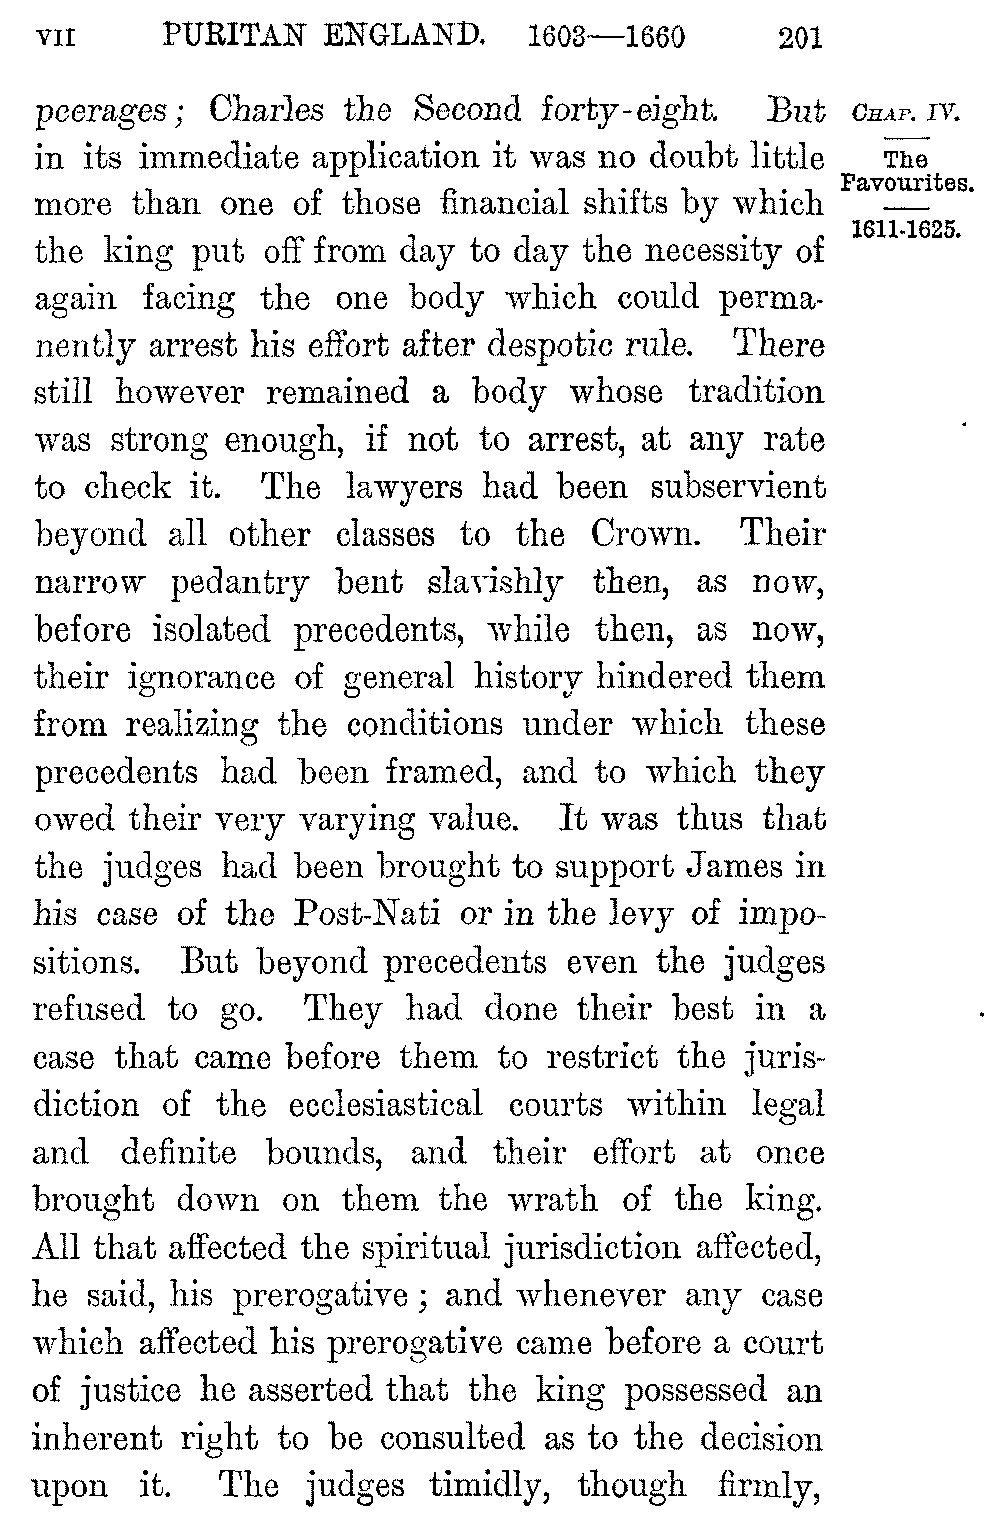 VII PURITAN ENGLAND. 1603—1660 201
peerages; Charles the Second forty-eight. But
in its immediate application it was no doubt little
more than one of those financial shifts by which
the king put off from day to day the necessity of
again facing the one body which could perma-
nently arrest his effort after despotic rule. There
still however remained a body whose tradition
was strong enough, if not to arrest, at any rate
to check it. The lawyers had been subservient
beyond all other classes to the Crown. Their
narrow pedantry bent slavishly then, as now,
before isolated precedents, while then, as now,
their ignorance of general history hindered them
from realizing the conditions under which these
precedents had been framed, and to which they
owed their very varying value. It was thus that
the judges had been brought to support James in
his case of the Post-Nati or in the levy of impo-
sitions. But beyond precedents even the judges
refused to go. They had done their best in a
case that came before them to restrict the juris-
diction of the ecclesiastical courts within legal
and definite bounds, and their effort at once
brought down on them the wrath of the king.
All that affected the spiritual jurisdiction affected,
he said, his prerogative; and whenever any case
which affected his prerogative came before a court
of justice he asserted that the king possessed an
inherent right to be consulted as to the decision
upon it. The judges timidly, though firmly,
CHAP. IV.
The
Favourites.
1611-1625.